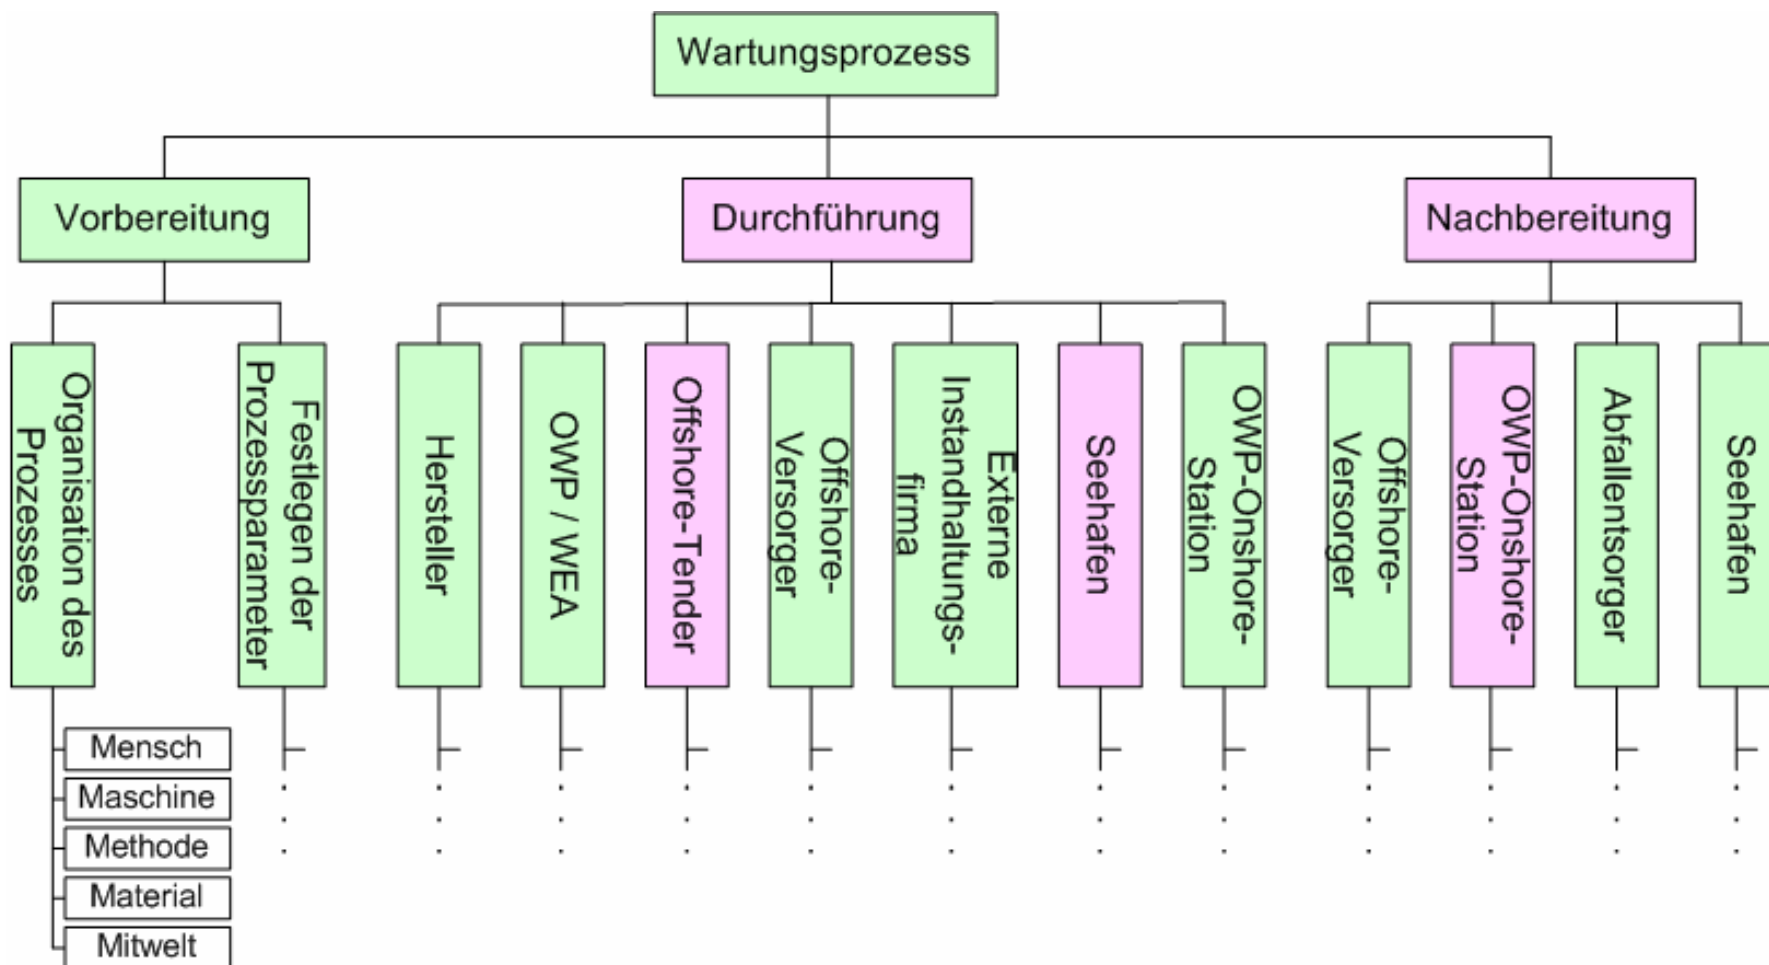 Wartungsprozess
Vorbereitung
Durchführung
Nachbereitung
Organisation des
Prozesses
Festlegen der
Prozessparameter
Hersteller
OWP / WEA
Offshore-Tender
Offshore-
Versorger
Externe
Instandhaltungs-
firma
Seehafen
OWP-Onshore-
Station
Offshore-
Versorger
OWP-Onshore-
Station
Abfallentsorger
Seehafen
Mensch
Maschine
Methode
Material
Mitwelt